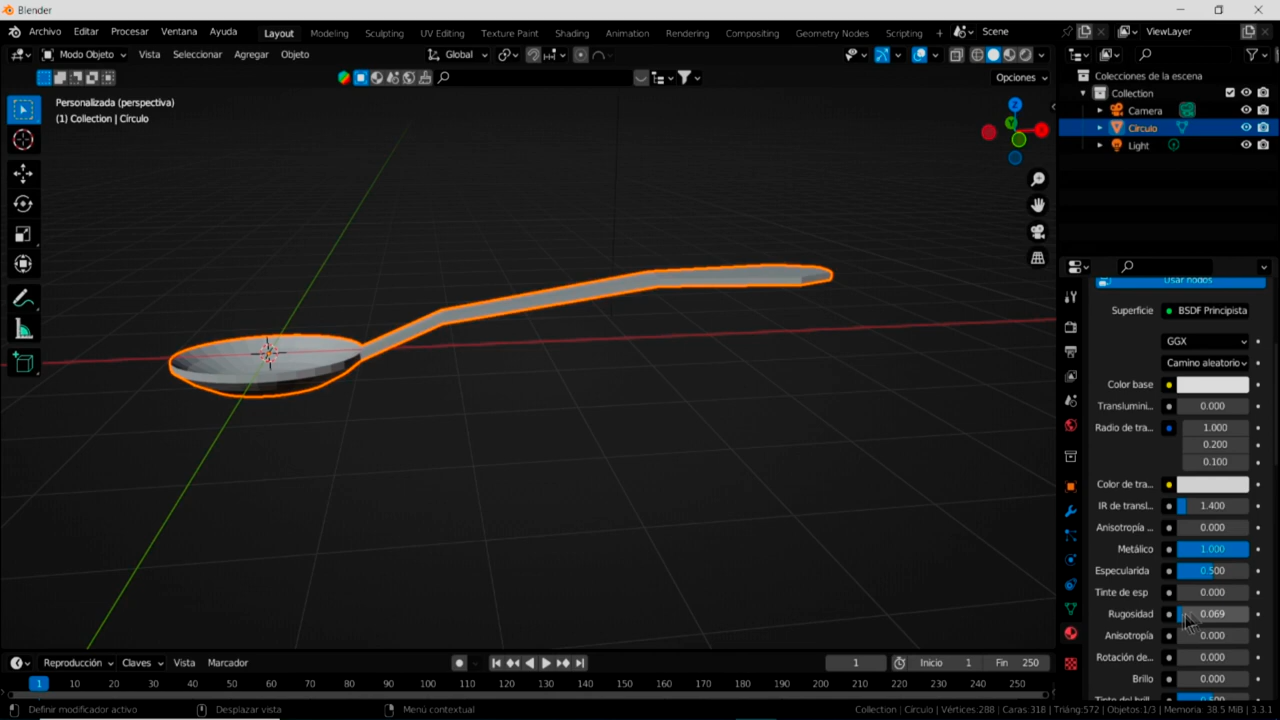 Blender
Archivo Editar Procesar Ventana Ayuda Layout Modeling Sculpting UV Editing Texture Paint Shading Animation Rendering Compositing Geometry Nodes Scripting + Scene ViewLayer
Modo Objeto Vista Seleccionar Agregar Objeto Global
Opciones
Personalizada (perspectiva)
(1) Collection | Círculo
Z
Y
X
Colecciones de la escena
Collection
Camera
Círculo
Light
Usar nodos
Superficie BSDF Principista
GGX
Camino aleatorio
Color base
Translumini... 0.000
Radio de tra... 1.000
0.200
0.100
Color de tra...
IR de transl... 1.400
Anisotropía ... 0.000
Metálico 1.000
Especularida 0.500
Tinte de esp 0.000
Rugosidad 0.069
Anisotropía 0.000
Rotación de... 0.000
Brillo 0.000
Tinte del brill 0.500
Reproducción Claves Vista Marcador 1 Inicio 1 Fin 250
1 10 20 30 40 50 60 70 80 90 100 110 120 130 140 150 160 170 180 190 200 210 220 230 240 250
Definir modificador activo Desplazar vista Menú contextual Collection | Círculo | Vértices:288 | Caras:318 | Triáng:572 | Objetos:1/3 | Memoria: 38.5 MiB | 3.3.1